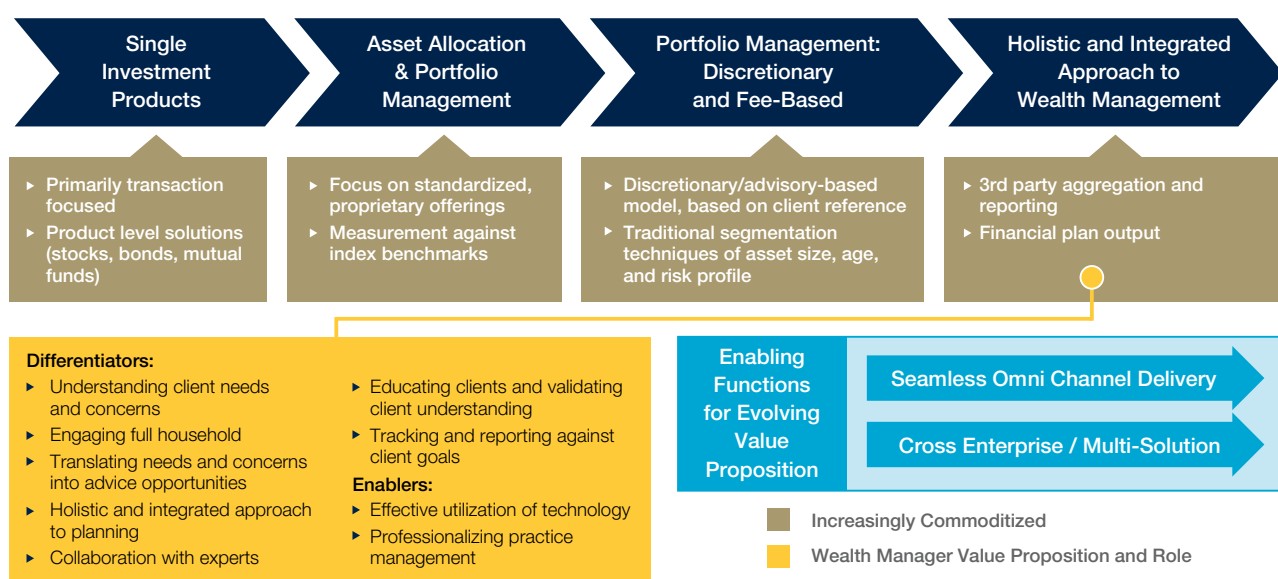 Single
Investment
Products
Asset Allocation
& Portfolio
Management
Portfolio Management:
Discretionary
and Fee-Based
Holistic and Integrated
Approach to
Wealth Management
▸ Primarily transaction
focused
▸ Product level solutions
(stocks, bonds, mutual
funds)
▸ Focus on standardized,
proprietary offerings
▸ Measurement against
index benchmarks
▸ Discretionary/advisory-based
model, based on client reference
▸ Traditional segmentation
techniques of asset size, age,
and risk profile
▸ 3rd party aggregation and
reporting
▸ Financial plan output
Differentiators:
▸ Understanding client needs
and concerns
▸ Engaging full household
▸ Translating needs and concerns
into advice opportunities
▸ Holistic and integrated approach
to planning
▸ Collaboration with experts
▸ Educating clients and validating
client understanding
▸ Tracking and reporting against
client goals
Enablers:
▸ Effective utilization of technology
▸ Professionalizing practice
management
Enabling
Functions
for Evolving
Value
Proposition
Seamless Omni Channel Delivery
Cross Enterprise / Multi-Solution
Increasingly Commoditized
Wealth Manager Value Proposition and Role